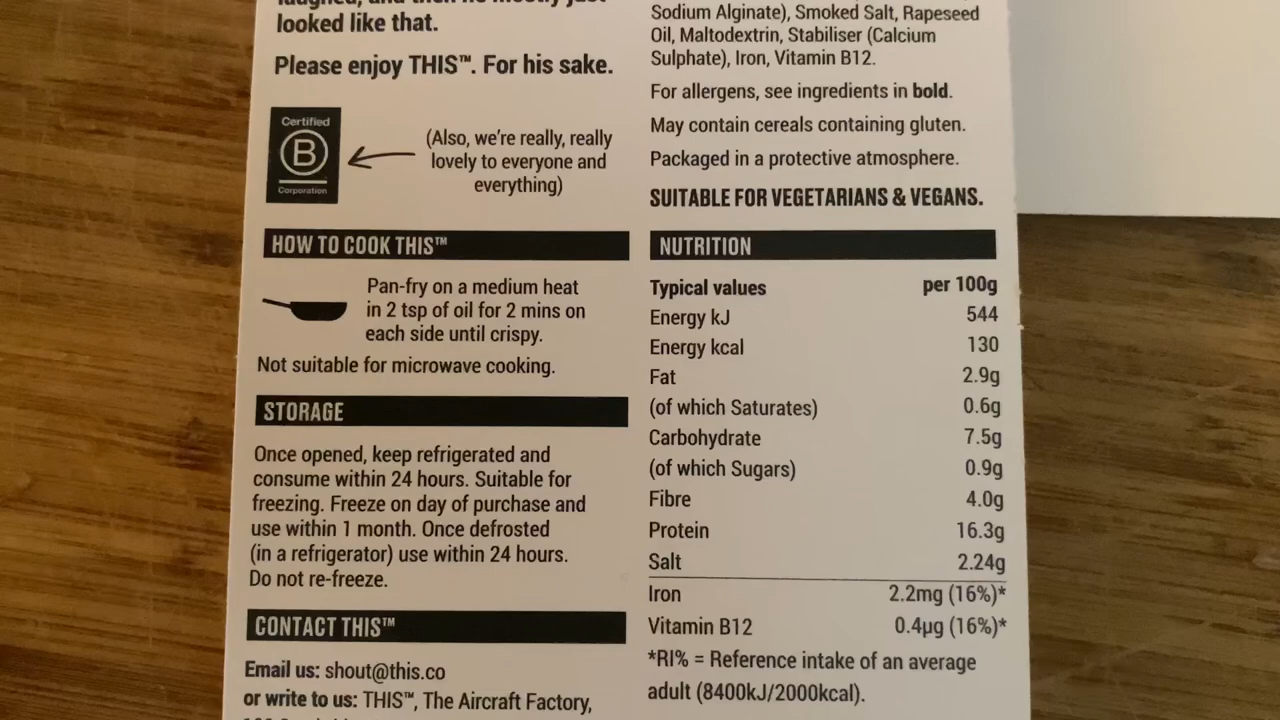 laughed, and then he mostly just
looked like that.
Please enjoy THIS™. For his sake.
Certified
B
Corporation
(Also, we're really, really
lovely to everyone and
everything)
HOW TO COOK THIS™
Pan-fry on a medium heat
in 2 tsp of oil for 2 mins on
each side until crispy.
Not suitable for microwave cooking.
STORAGE
Once opened, keep refrigerated and
consume within 24 hours. Suitable for
freezing. Freeze on day of purchase and
use within 1 month. Once defrosted
(in a refrigerator) use within 24 hours.
Do not re-freeze.
CONTACT THIS™
Email us: shout@this.co
or write to us: THIS™, The Aircraft Factory,
Sodium Alginate), Smoked Salt, Rapeseed
Oil, Maltodextrin, Stabiliser (Calcium
Sulphate), Iron, Vitamin B12.
For allergens, see ingredients in bold.
May contain cereals containing gluten.
Packaged in a protective atmosphere.
SUITABLE FOR VEGETARIANS & VEGANS.
NUTRITION
Typical values per 100g
Energy kJ 544
Energy kcal 130
Fat 2.9g
(of which Saturates) 0.6g
Carbohydrate 7.5g
(of which Sugars) 0.9g
Fibre 4.0g
Protein 16.3g
Salt 2.24g
Iron 2.2mg (16%)*
Vitamin B12 0.4µg (16%)*
*RI% = Reference intake of an average
adult (8400kJ/2000kcal).